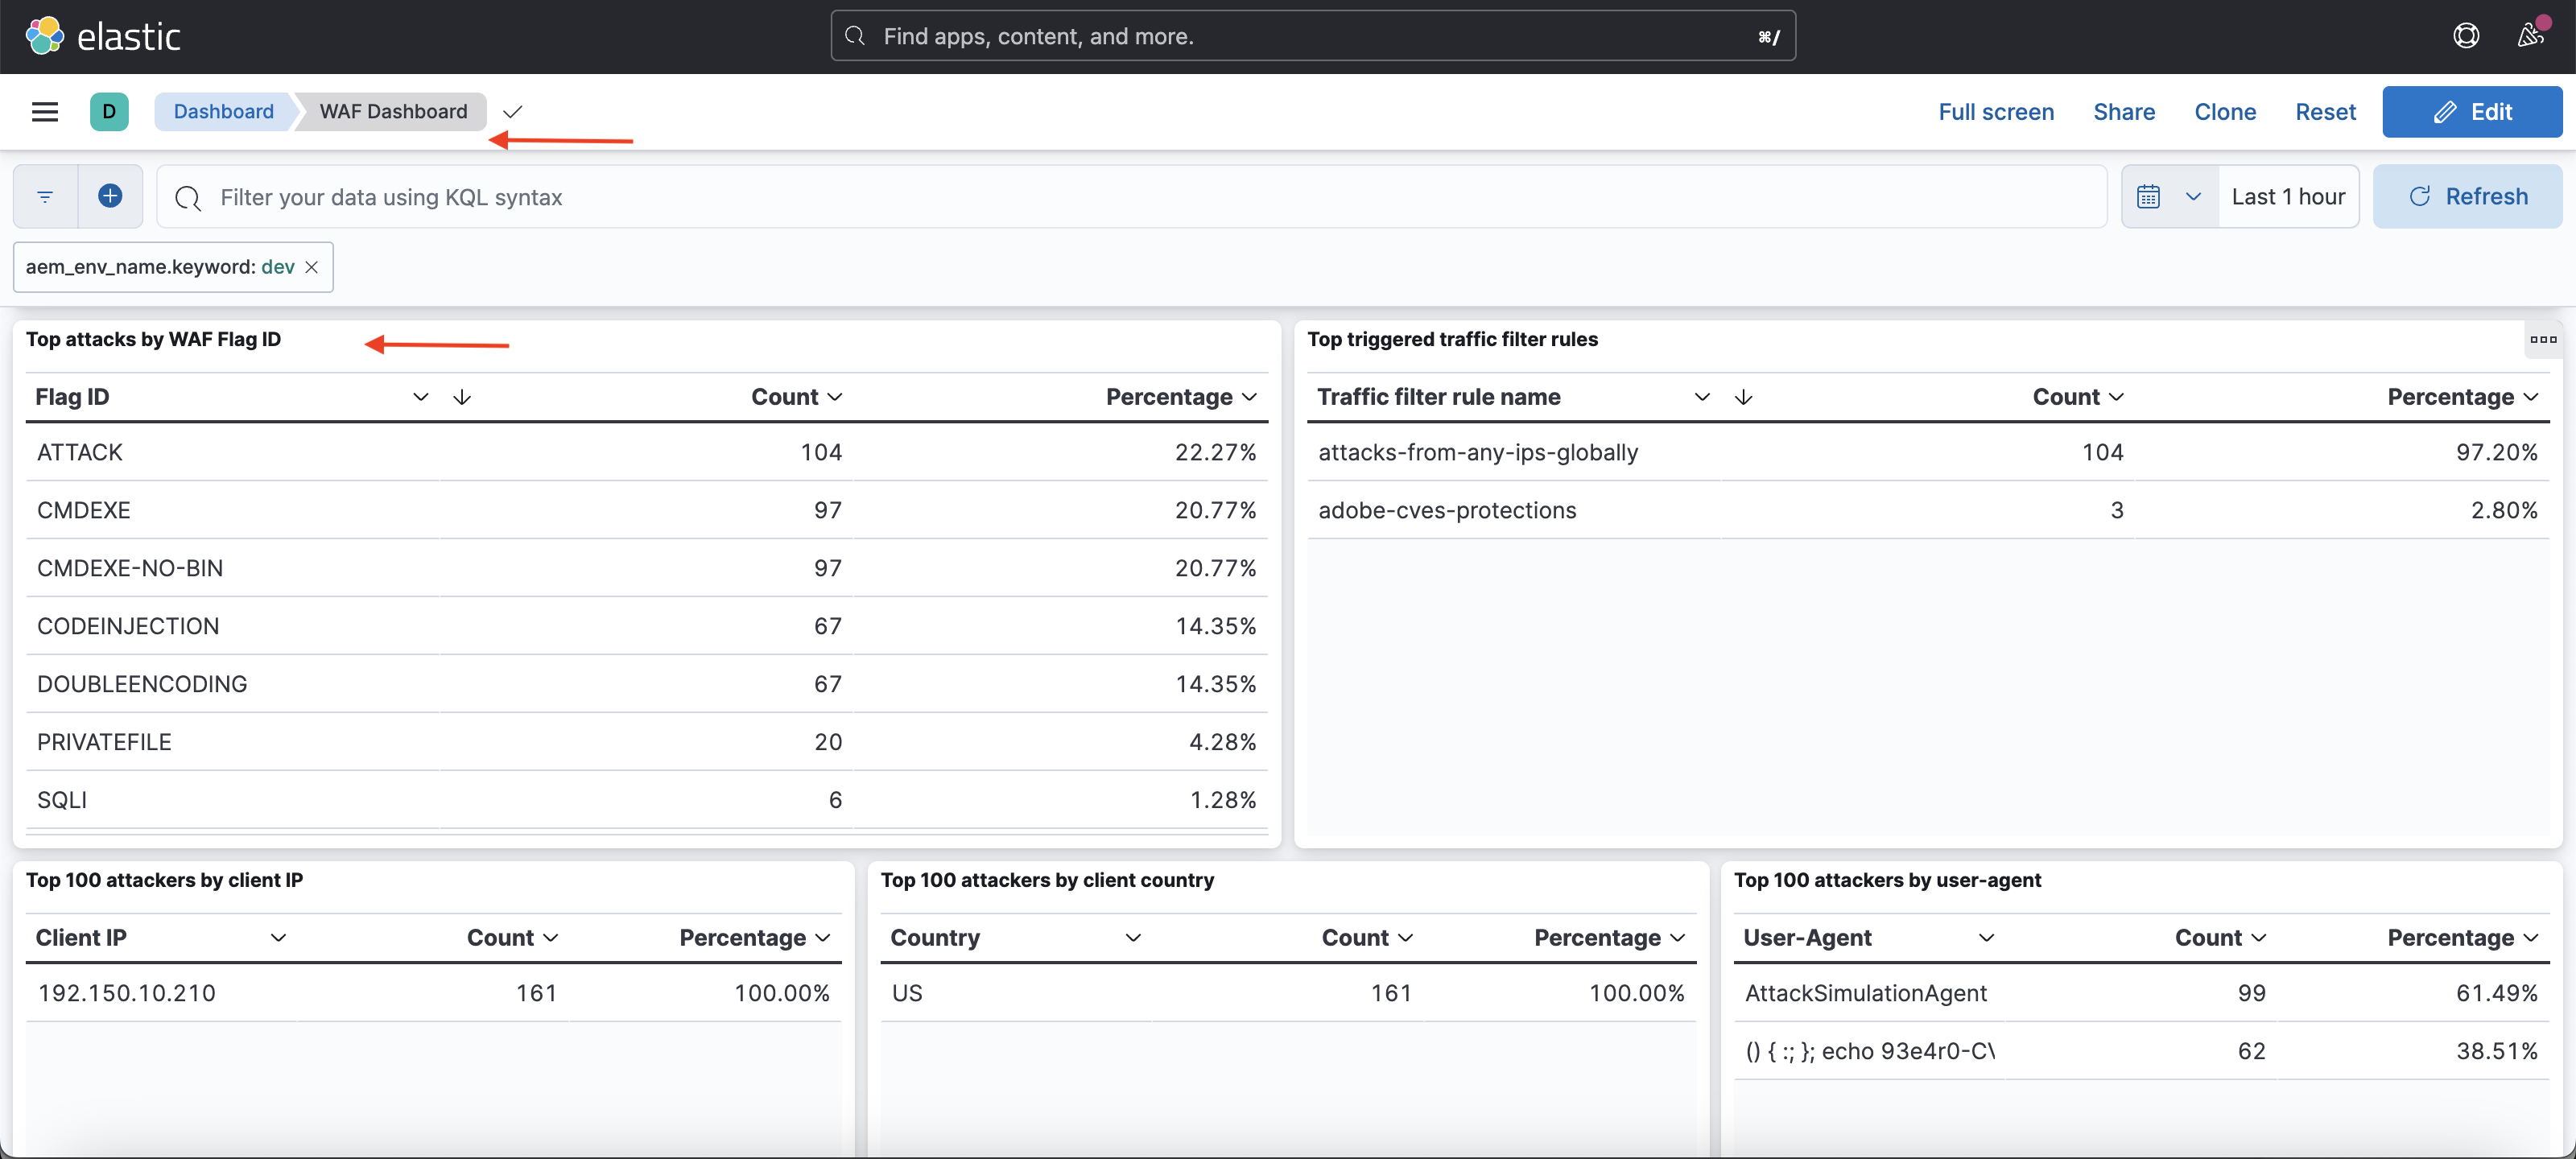 elastic
Find apps, content, and more.
⌘/
D
Dashboard
WAF Dashboard
Full screen
Share
Clone
Reset
Edit
Filter your data using KQL syntax
Last 1 hour
Refresh
aem_env_name.keyword: dev
Top attacks by WAF Flag ID
Flag ID Count Percentage
ATTACK 104 22.27%
CMDEXE 97 20.77%
CMDEXE-NO-BIN 97 20.77%
CODEINJECTION 67 14.35%
DOUBLEENCODING 67 14.35%
PRIVATEFILE 20 4.28%
SQLI 6 1.28%
Top triggered traffic filter rules
Traffic filter rule name Count Percentage
attacks-from-any-ips-globally 104 97.20%
adobe-cves-protections 3 2.80%
Top 100 attackers by client IP
Client IP Count Percentage
192.150.10.210 161 100.00%
Top 100 attackers by client country
Country Count Percentage
US 161 100.00%
Top 100 attackers by user-agent
User-Agent Count Percentage
AttackSimulationAgent 99 61.49%
() { :; }; echo 93e4r0-C 62 38.51%